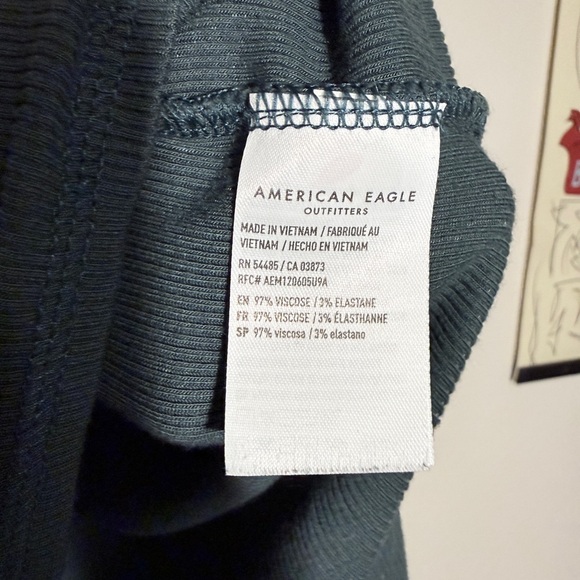 AMERICAN EAGLE
OUTFITTERS
MADE IN VIETNAM / FABRIQUÉ AU
VIETNAM / HECHO EN VIETNAM
RN 54485 / CA 03873
RFC# AEM120605U9A
EN 97% VISCOSE / 3% ELASTANE
FR 97% VISCOSE / 3% ÉLASTHANNE
SP 97% viscosa / 3% elastano